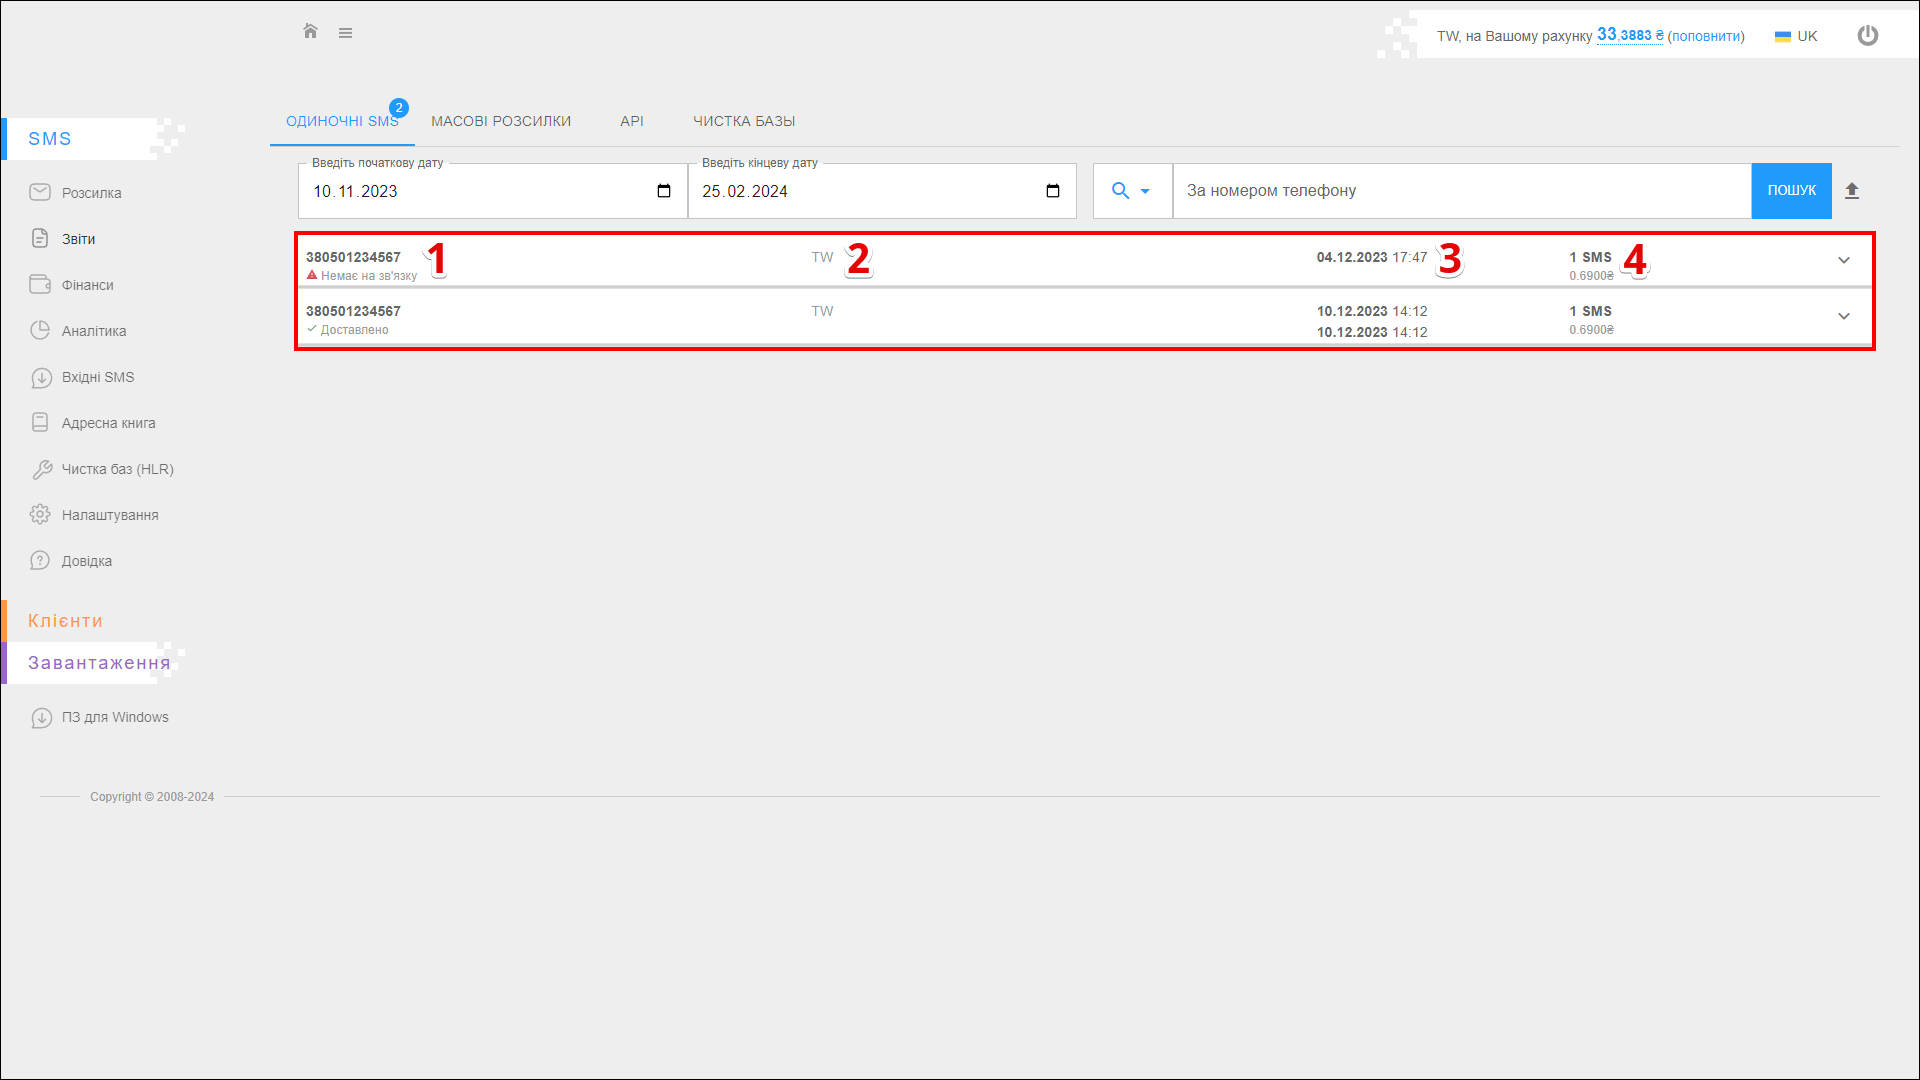 TW, на Вашому рахунку 33,3883 ₴ (поповнити)
UK
SMS
Розсилка
Звіти
Фінанси
Аналітика
Вхідні SMS
Адресна книга
Чистка баз (HLR)
Налаштування
Довідка
Клієнти
Завантаження
ПЗ для Windows
ОДИНОЧНІ SMS 2
МАСОВІ РОЗСИЛКИ
API
ЧИСТКА БАЗЫ
Введіть початкову дату
10.11.2023
Введіть кінцеву дату
25.02.2024
За номером телефону
ПОШУК
380501234567 1 TW 2 04.12.2023 17:47 3 1 SMS 4
Немає на зв'язку 0.6900₴
380501234567 TW 10.12.2023 14:12 1 SMS
Доставлено 10.12.2023 14:12 0.6900₴
Copyright © 2008-2024